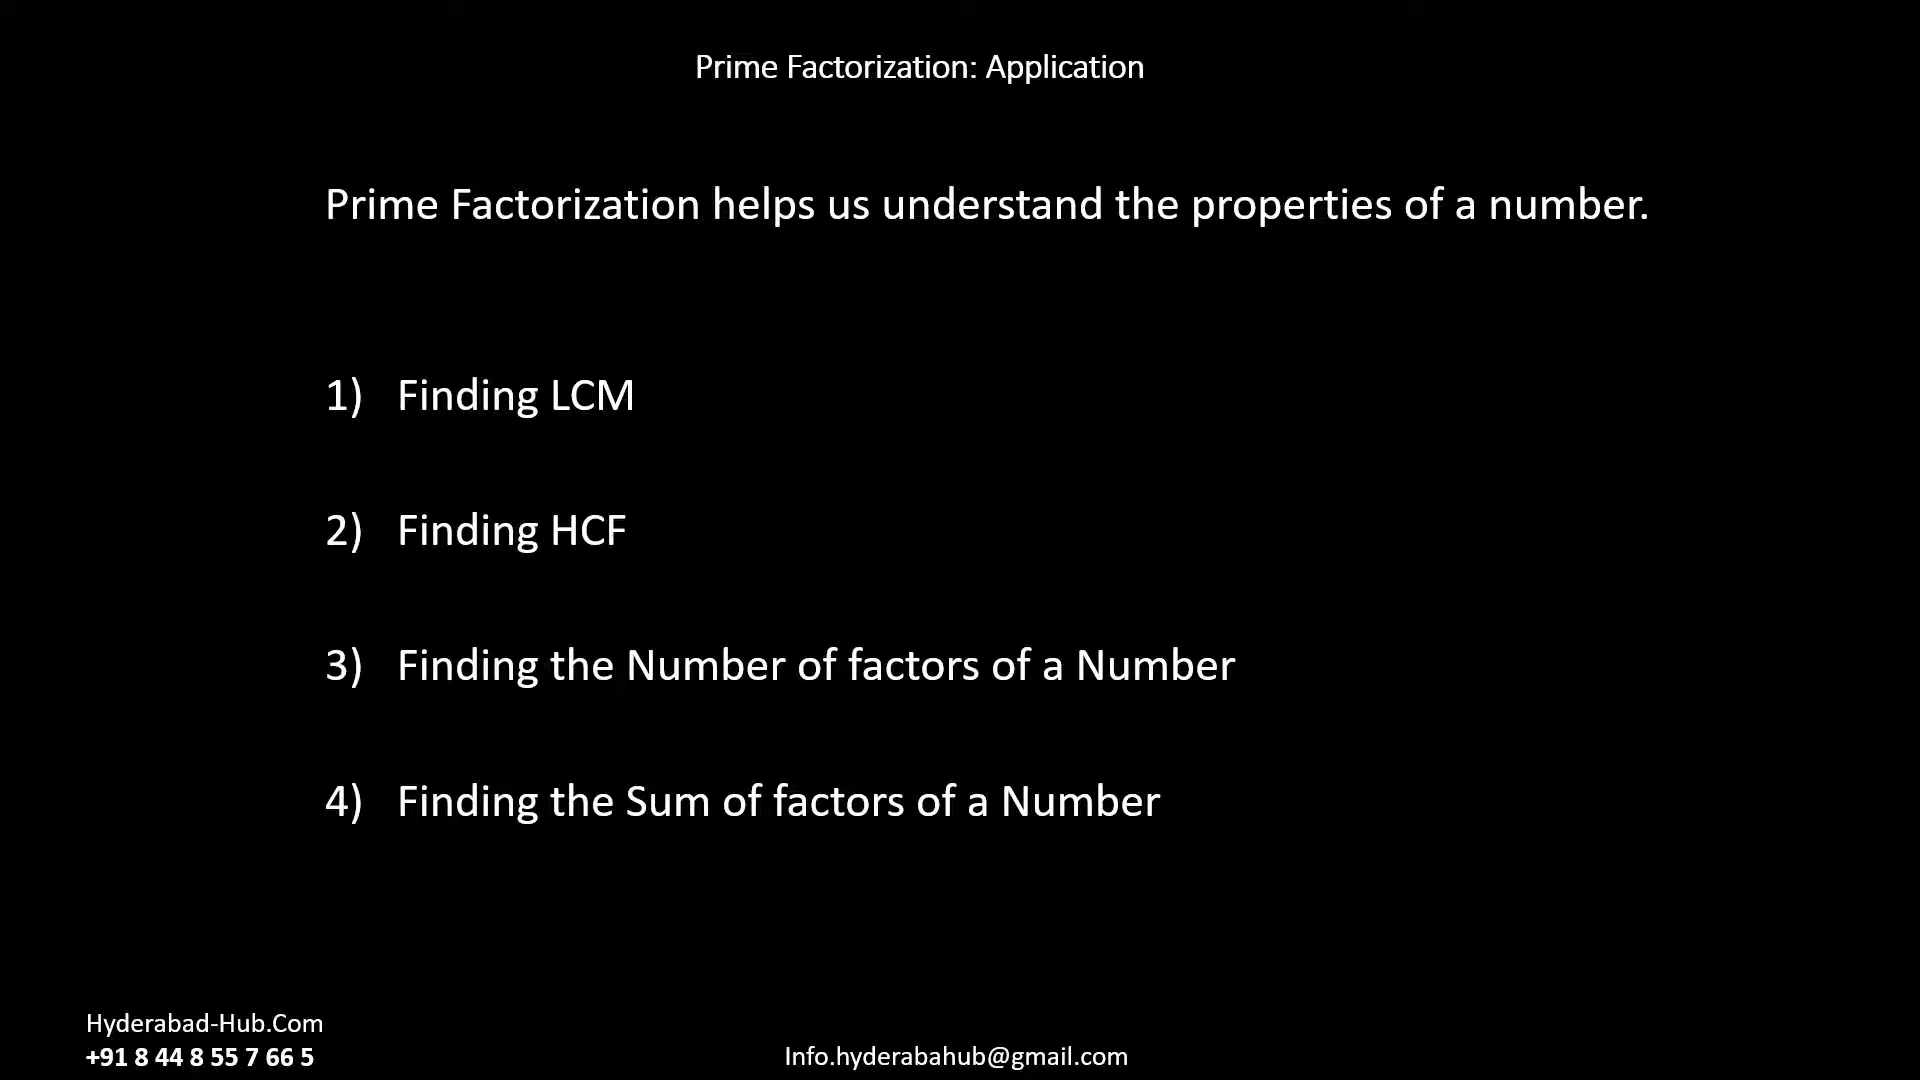 Prime Factorization: Application
Prime Factorization helps us understand the properties of a number.
1) Finding LCM
2) Finding HCF
3) Finding the Number of factors of a Number
4) Finding the Sum of factors of a Number
Hyderabad-Hub.Com
+91 8 44 8 55 7 66 5
Info.hyderabahub@gmail.com